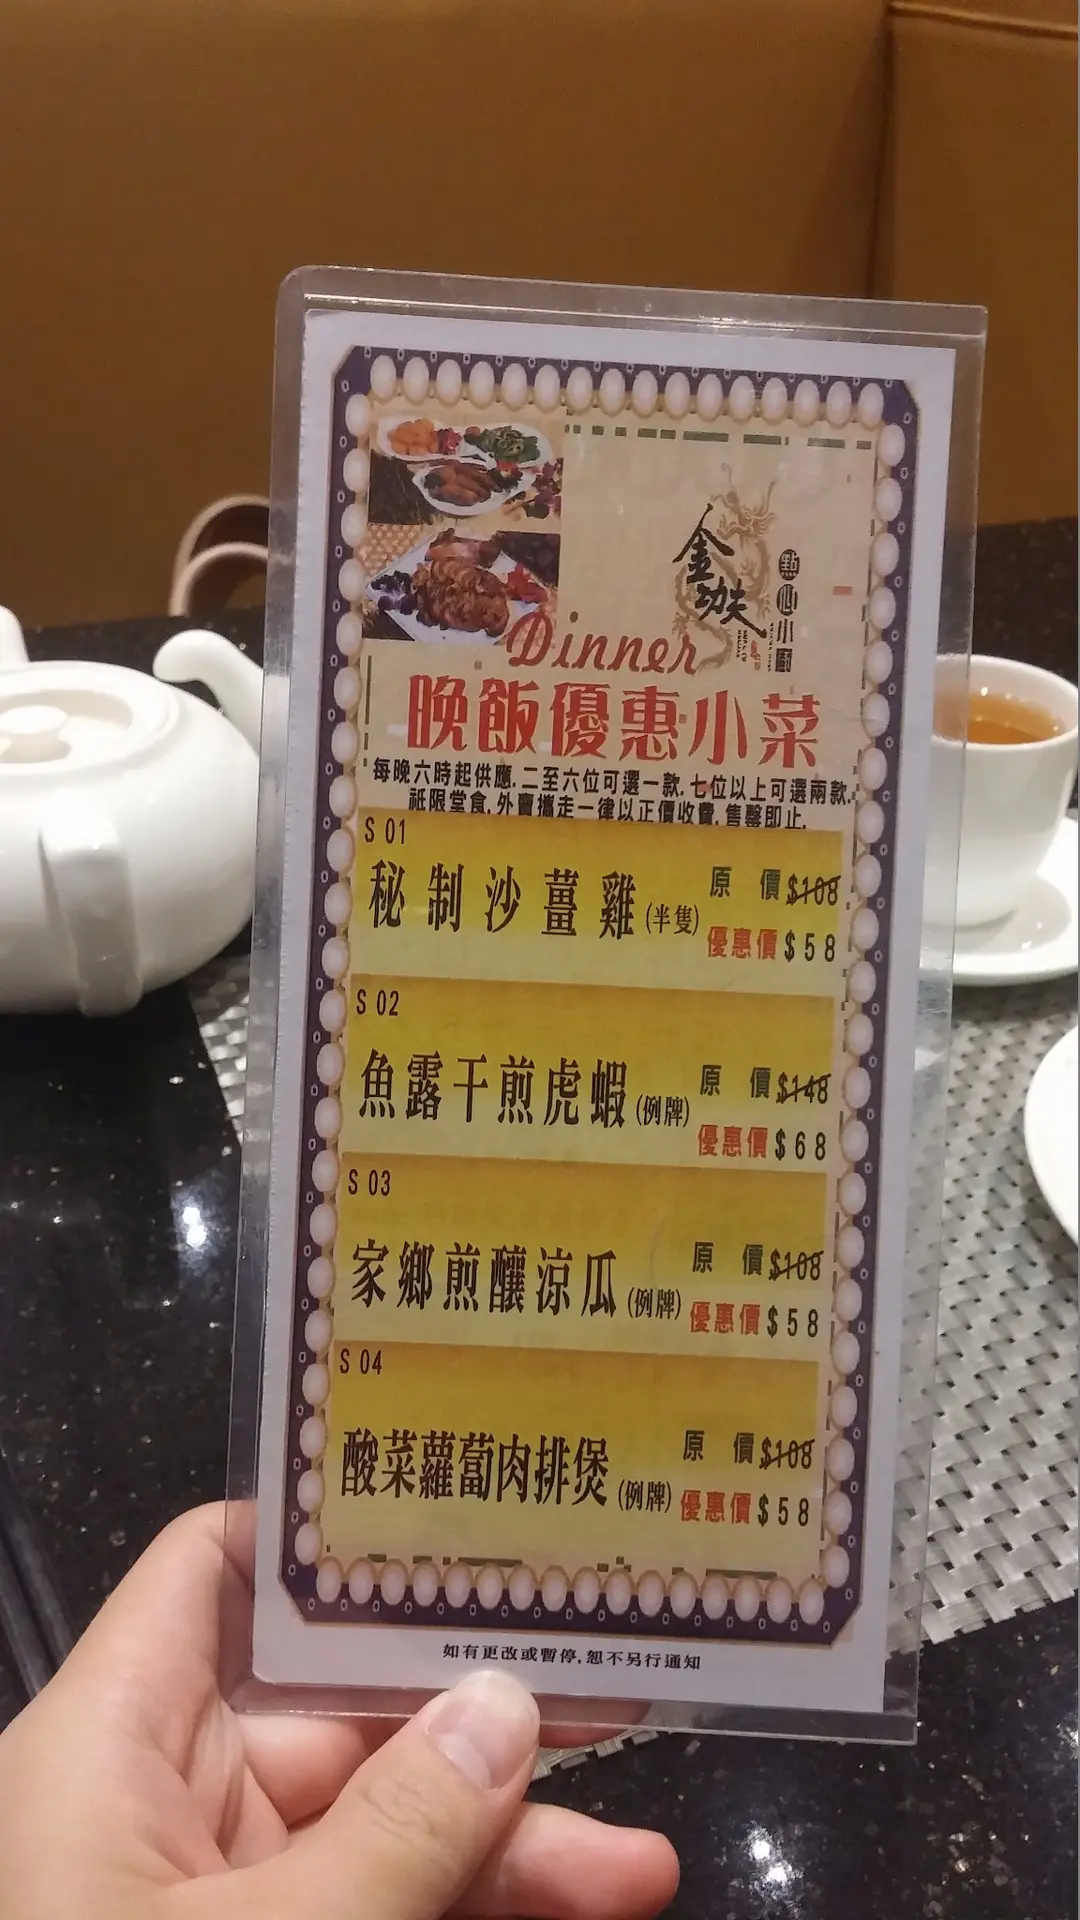 金功夫
點心小廚
Dinner
晚飯優惠小菜
每晚六時起供應.二至六位可選一款.七位以上可選兩款.
祗限堂食.外賣攜走一律以正價收費.售罄即止.
S 01
秘制沙薑雞(半隻)
原 價$108
優惠價$58
S 02
魚露干煎虎蝦(例牌)
原 價$148
優惠價$68
S 03
家鄉煎釀涼瓜(例牌)
原 價$108
優惠價$58
S 04
酸菜蘿蔔肉排煲(例牌)
原 價$108
優惠價$58
如有更改或暫停,恕不另行通知